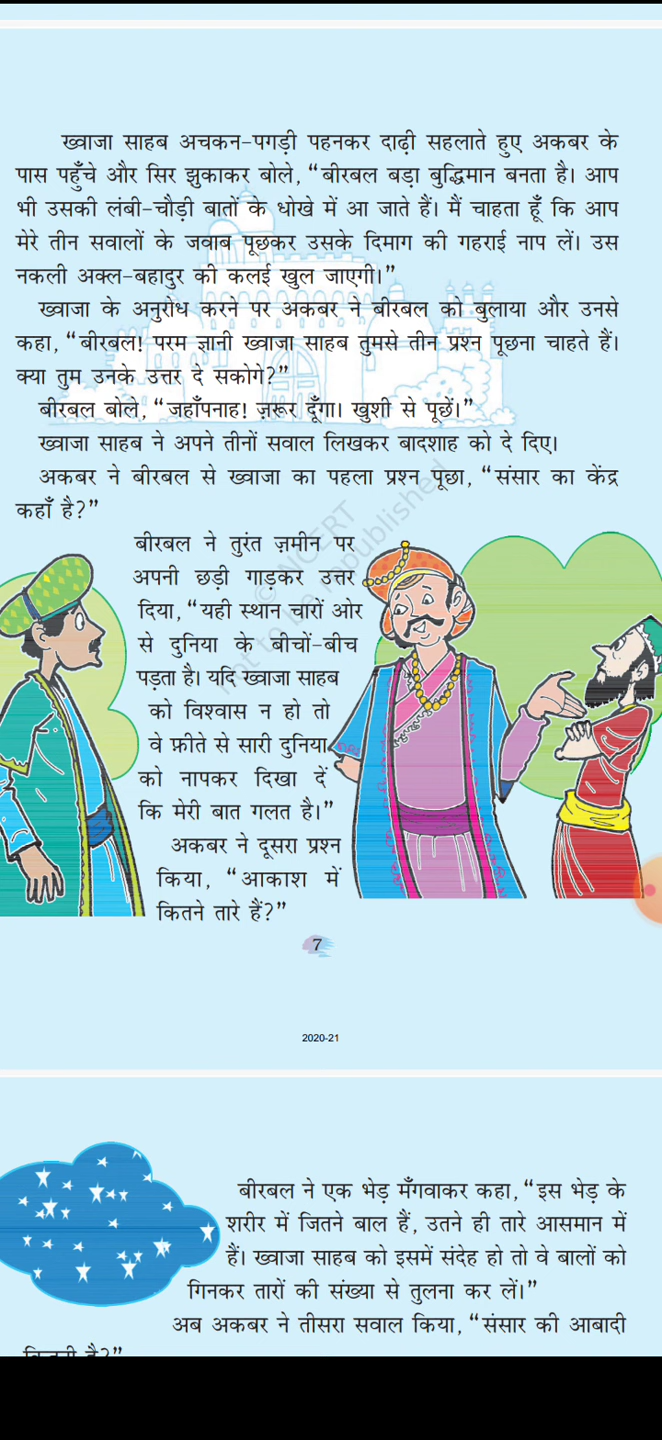 ख्वाजा साहब अचकन-पगड़ी पहनकर दाढ़ी सहलाते हुए अकबर के
पास पहुँचे और सिर झुकाकर बोले, “बीरबल बड़ा बुद्धिमान बनता है। आप
भी उसकी लंबी-चौड़ी बातों के धोखे में आ जाते हैं। मैं चाहता हूँ कि आप
मेरे तीन सवालों के जवाब पूछकर उसके दिमाग की गहराई नाप लें। उस
नकली अक्ल-बहादुर की कलई खुल जाएगी।”
ख्वाजा के अनुरोध करने पर अकबर ने बीरबल को बुलाया और उनसे
कहा, “बीरबल! परम ज्ञानी ख्वाजा साहब तुमसे तीन प्रश्न पूछना चाहते हैं।
क्या तुम उनके उत्तर दे सकोगे?”
बीरबल बोले, “जहाँपनाह! ज़रूर दूँगा। खुशी से पूछें।”
ख्वाजा साहब ने अपने तीनों सवाल लिखकर बादशाह को दे दिए।
अकबर ने बीरबल से ख्वाजा का पहला प्रश्न पूछा, “संसार का केंद्र
कहाँ है?”
बीरबल ने तुरंत ज़मीन पर
अपनी छड़ी गाड़कर उत्तर
दिया, “यही स्थान चारों ओर
से दुनिया के बीचों-बीच
पड़ता है। यदि ख्वाजा साहब
को विश्वास न हो तो
वे फ़ीते से सारी दुनिया
को नापकर दिखा दें
कि मेरी बात गलत है।”
अकबर ने दूसरा प्रश्न
किया, “आकाश में
कितने तारे हैं?”
© NCERT
not to be republished
7
2020-21
बीरबल ने एक भेड़ मँगवाकर कहा, “इस भेड़ के
शरीर में जितने बाल हैं, उतने ही तारे आसमान में
हैं। ख्वाजा साहब को इसमें संदेह हो तो वे बालों को
गिनकर तारों की संख्या से तुलना कर लें।”
अब अकबर ने तीसरा सवाल किया, “संसार की आबादी
है?”